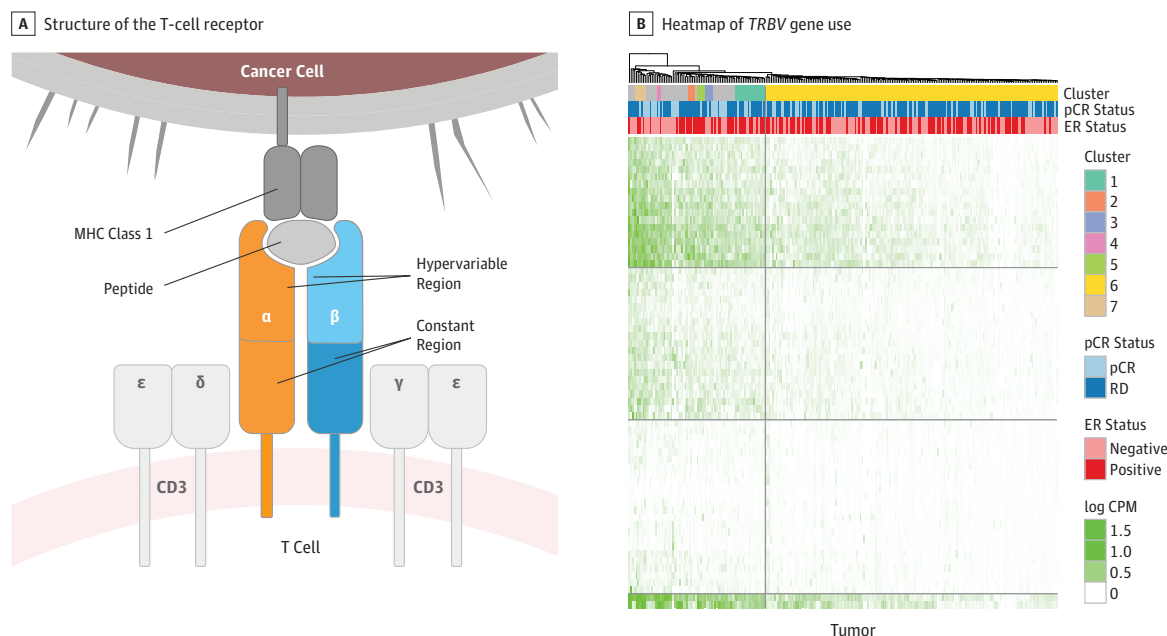 A Structure of the T-cell receptor
Cancer Cell
MHC Class 1
Peptide
Hypervariable
Region
α
β
Constant
Region
ε
δ
γ
ε
CD3
CD3
T Cell
B Heatmap of TRBV gene use
Cluster
pCR Status
ER Status
Cluster
1
2
3
4
5
6
7
pCR Status
pCR
RD
ER Status
Negative
Positive
log CPM
1.5
1.0
0.5
0
Tumor